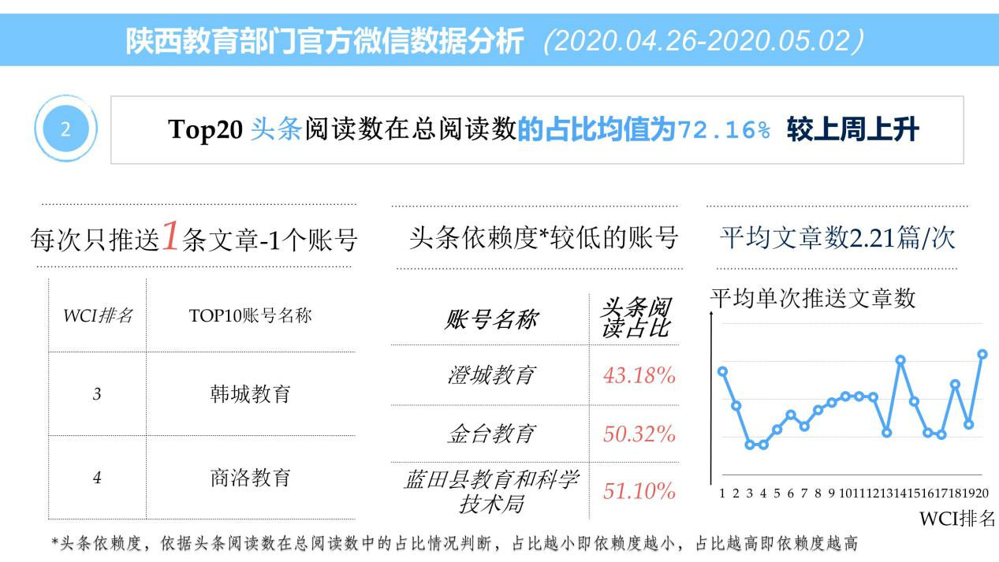 陕西教育部门官方微信数据分析（2020.04.26-2020.05.02）
2
Top20 头条阅读数在总阅读数的占比均值为72.16% 较上周上升
每次只推送1条文章-1个账号
WCI排名 TOP10账号名称
3 韩城教育
4 商洛教育
头条依赖度*较低的账号
账号名称 头条阅
读占比
澄城教育 43.18%
金台教育 50.32%
蓝田县教育和科学
技术局 51.10%
平均文章数2.21篇/次
平均单次推送文章数
1 2 3 4 5 6 7 8 9 10 11 12 13 14 15 16 17 18 19 20
WCI排名
*头条依赖度，依据头条阅读数在总阅读数中的占比情况判断，占比越小即依赖度越小，占比越高即依赖度越高